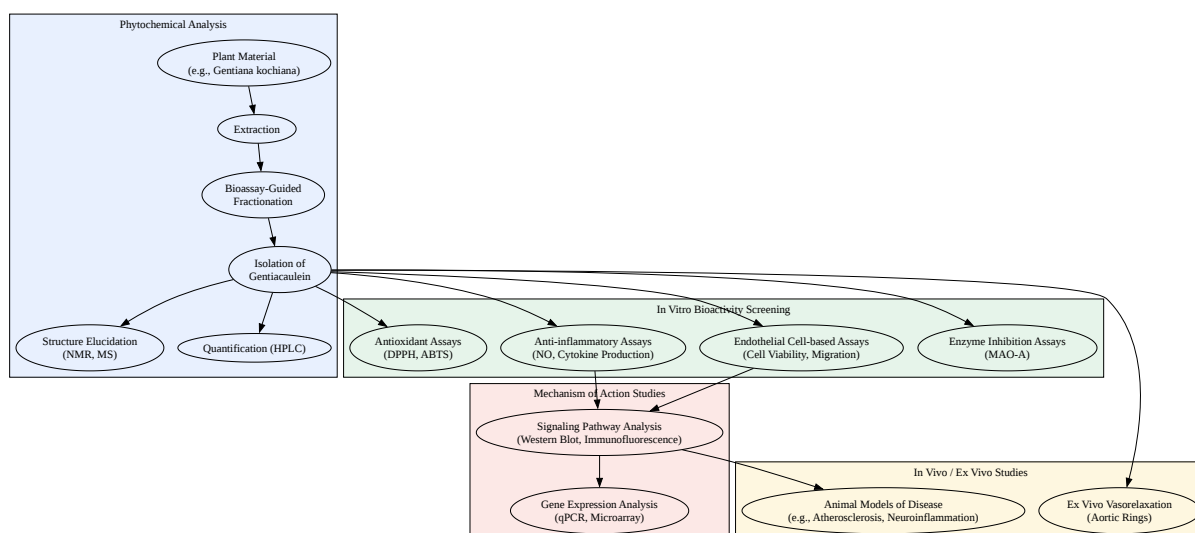 Phytochemical Analysis
Plant Material
(e.g., Gentiana kochiana)
Extraction
Bioassay-Guided
Fractionation
Isolation of
Gentiacaulein
Structure Elucidation
(NMR, MS)
Quantification (HPLC)
In Vitro Bioactivity Screening
Antioxidant Assays
(DPPH, ABTS)
Anti-inflammatory Assays
(NO, Cytokine Production)
Endothelial Cell-based Assays
(Cell Viability, Migration)
Enzyme Inhibition Assays
(MAO-A)
Mechanism of Action Studies
Signaling Pathway Analysis
(Western Blot, Immunofluorescence)
Gene Expression Analysis
(qPCR, Microarray)
In Vivo / Ex Vivo Studies
Animal Models of Disease
(e.g., Atherosclerosis, Neuroinflammation)
Ex Vivo Vasorelaxation
(Aortic Rings)